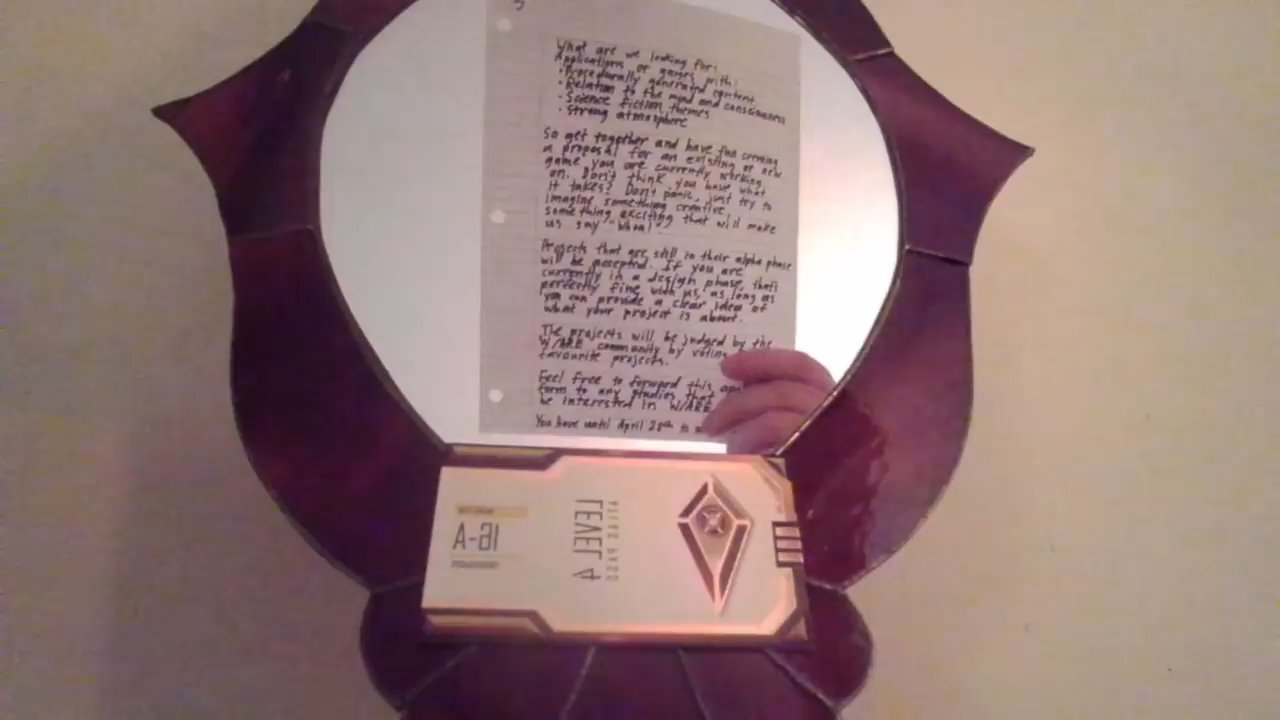 What are we looking for:
Applications or games with:
· Procedurally generated content
· Relation to the mind and consciousness
· Science fiction themes
· Strong atmosphere
So get together and have fun creating
a proposal for an existing or new
game you are currently working
on. Don't think you have what
it takes? Don't panic, just try to
imagine something creative,
something exciting that will make
us say "Whoa!"
Projects that are still in their alpha phase
will be accepted. If you are
currently in a design phase, that's
perfectly fine with us, as long as
you can provide a clear idea of
what your project is about.
The projects will be judged by the
W/ARE community by voting
favourite projects.
Feel free to forward this
form to any studios that
be interested in W/ARE
You have until April 28th to
LEVEL 4
A-16